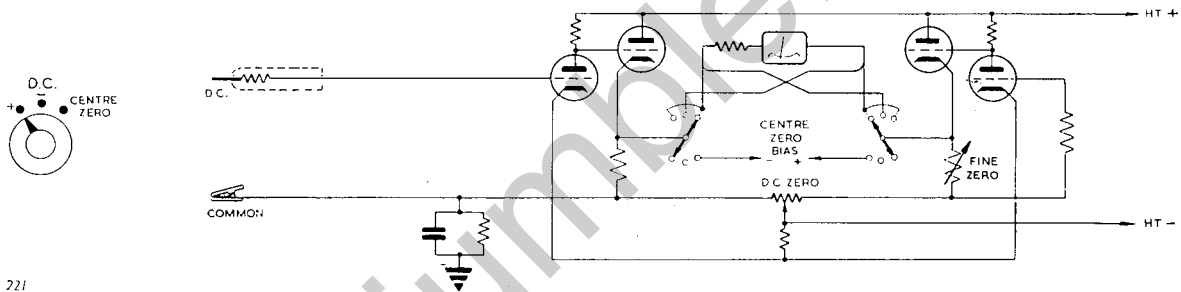 HT +
D.C.
+ -
CENTRE
ZERO
D.C.
CENTRE
ZERO
BIAS
- +
FINE
ZERO
D.C ZERO
COMMON
HT -
221